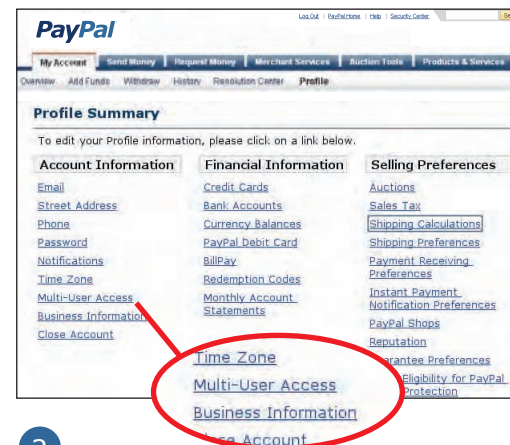 Log Out | PayPal Home | Help | Security Center
PayPal
My Account Send Money Request Money Merchant Services Auction Tools Products & Services
Overview Add Funds Withdraw History Resolution Center Profile
Profile Summary
To edit your Profile information, please click on a link below.
Account Information
Email
Street Address
Phone
Password
Notifications
Time Zone
Multi-User Access
Business Information
Close Account
Financial Information
Credit Cards
Bank Accounts
Currency Balances
PayPal Debit Card
BillPay
Redemption Codes
Monthly Account
Statements
Selling Preferences
Auctions
Sales Tax
Shipping Calculations
Shipping Preferences
Payment Receiving
Preferences
Instant Payment
Notification Preferences
PayPal Shops
Reputation
Preferences
Eligibility for PayPal
Protection
Time Zone
Multi-User Access
Business Information
Account